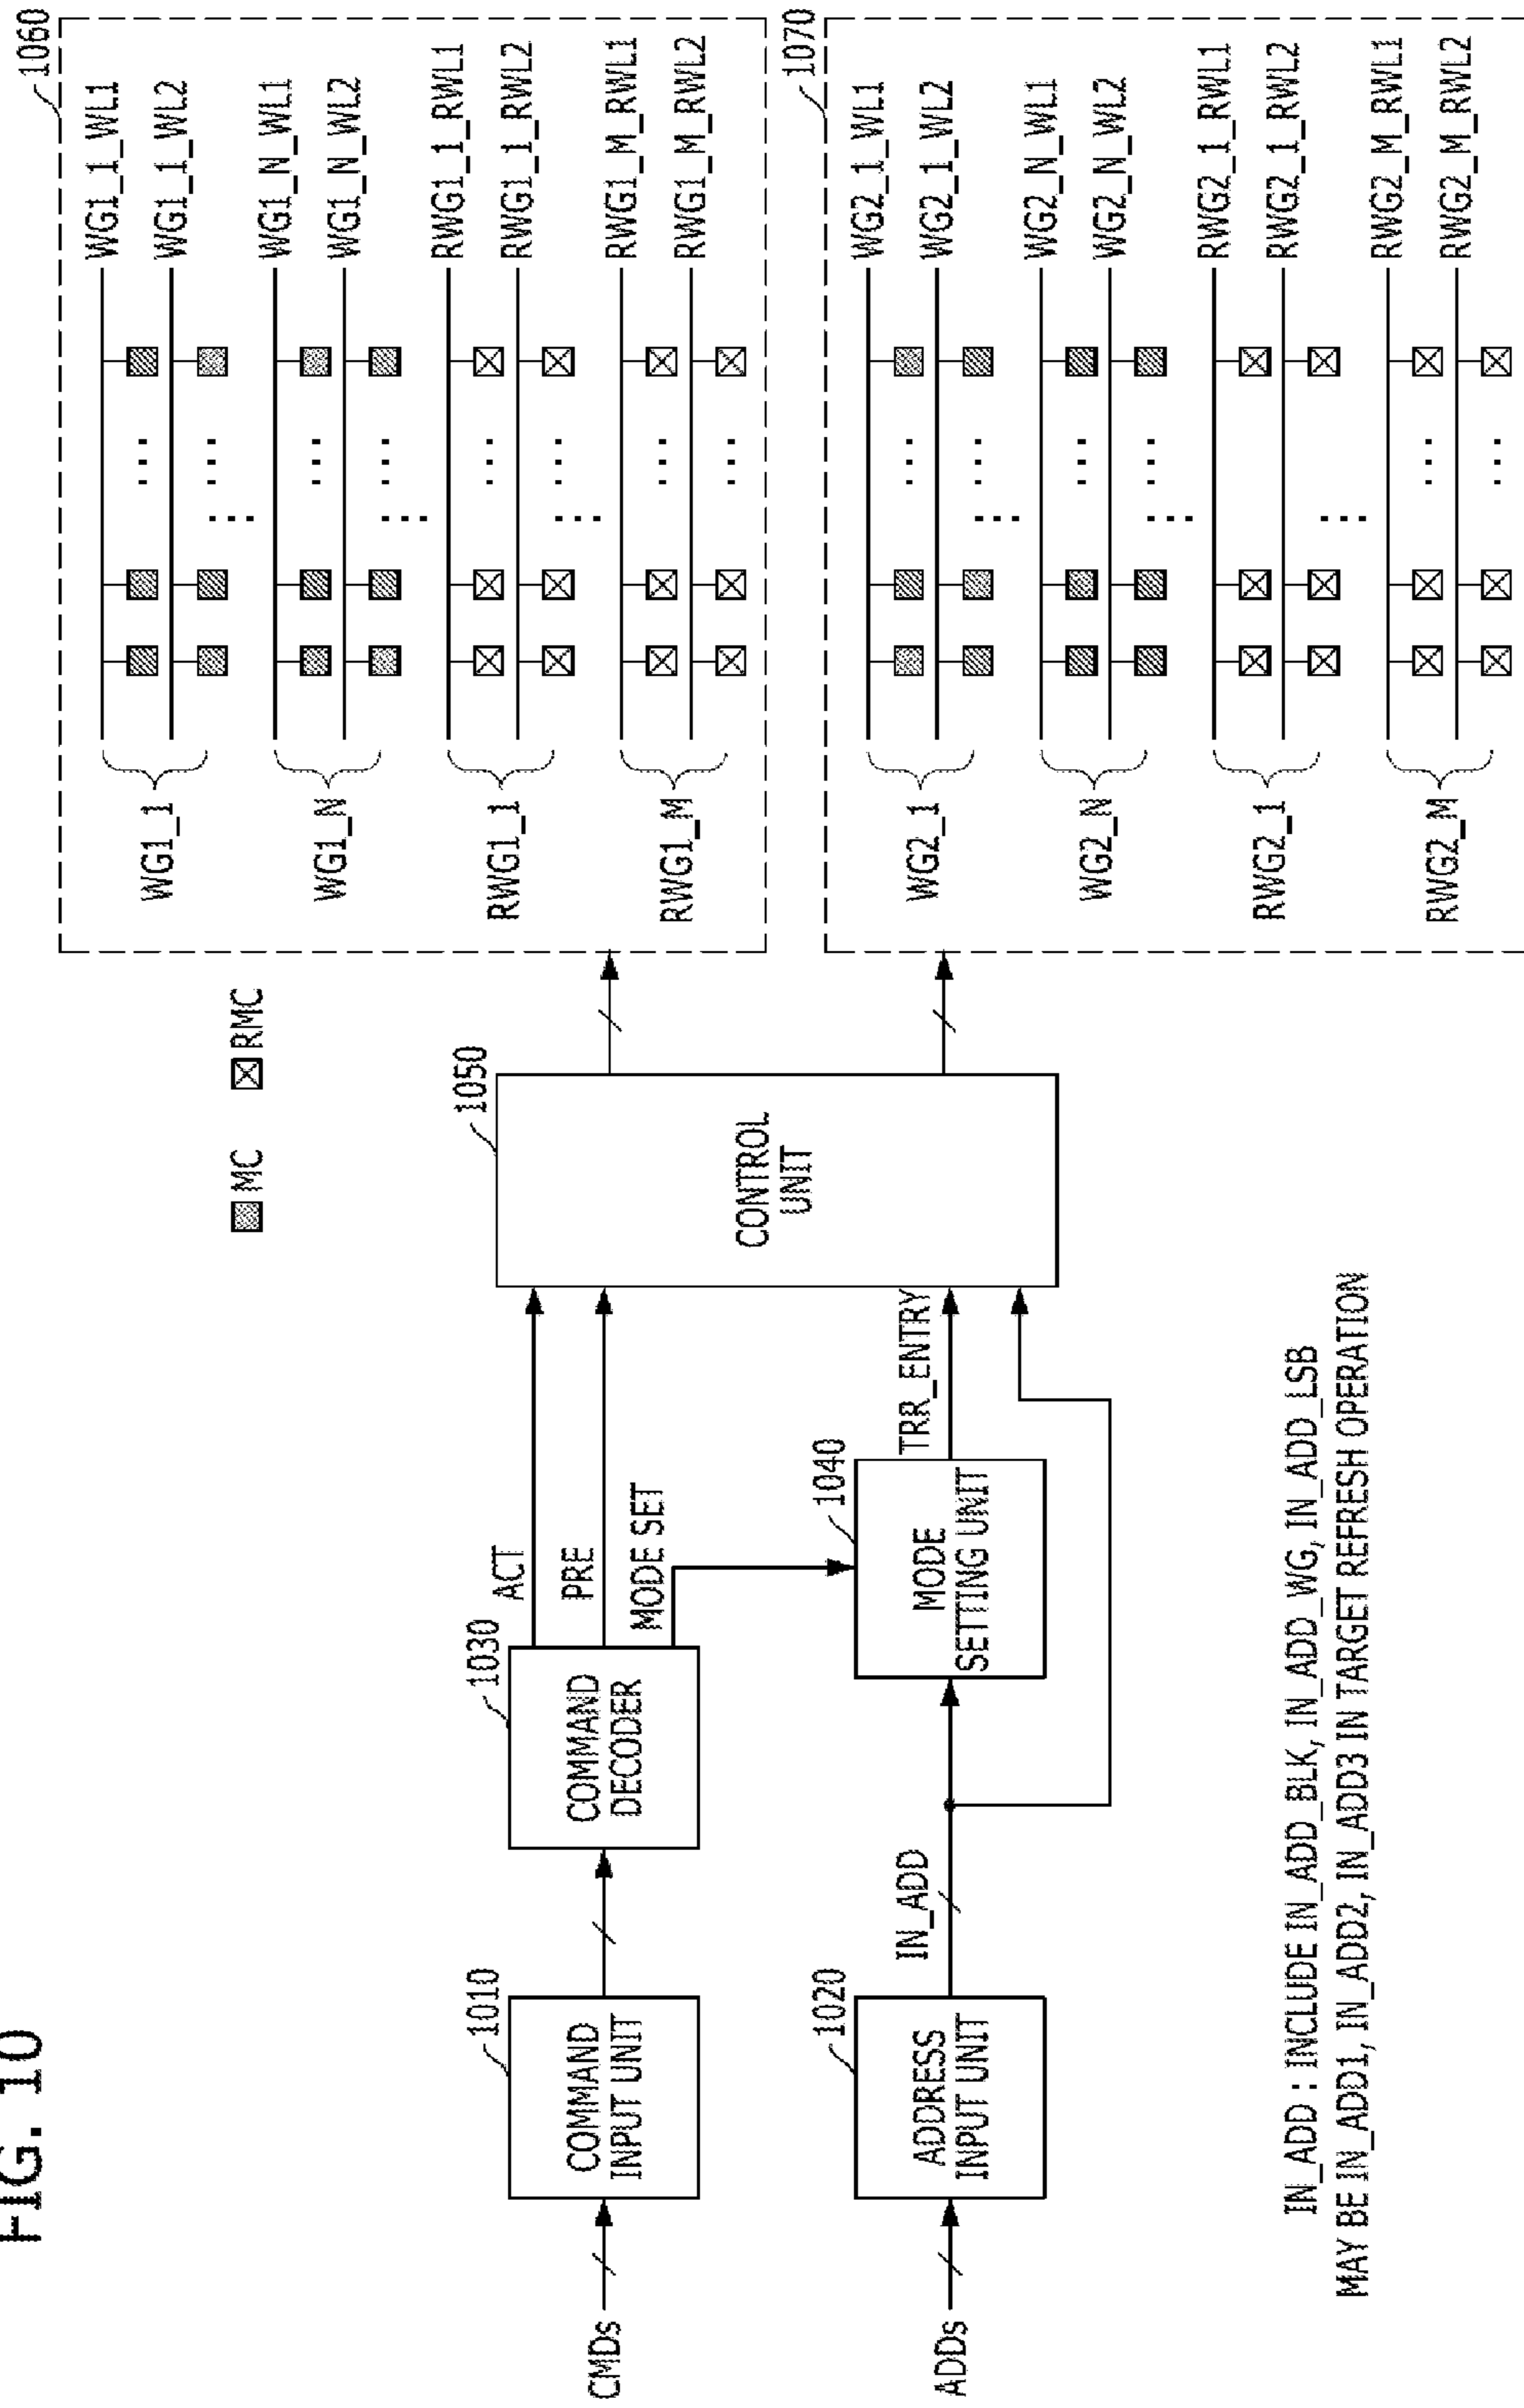 FIG. 10
CMDs
1010
COMMAND
INPUT UNIT
1030
COMMAND
DECODER
ACT
PRE
MODE SET
ADDs
1020
ADDRESS
INPUT UNIT
IN_ADD
1040
MODE
SETTING UNIT
TRR_ENTRY
1050
CONTROL
UNIT
MC
RMC
1060
WG1_1
WG1_1_WL1
WG1_1_WL2
WG1_N
WG1_N_WL1
WG1_N_WL2
RWG1_1
RWG1_1_RWL1
RWG1_1_RWL2
RWG1_M
RWG1_M_RWL1
RWG1_M_RWL2
1070
WG2_1
WG2_1_WL1
WG2_1_WL2
WG2_N
WG2_N_WL1
WG2_N_WL2
RWG2_1
RWG2_1_RWL1
RWG2_1_RWL2
RWG2_M
RWG2_M_RWL1
RWG2_M_RWL2
IN_ADD : INCLUDE IN_ADD_BLK, IN_ADD_WG, IN_ADD_LSB
MAY BE IN_ADD1, IN_ADD2, IN_ADD3 IN TARGET REFRESH OPERATION